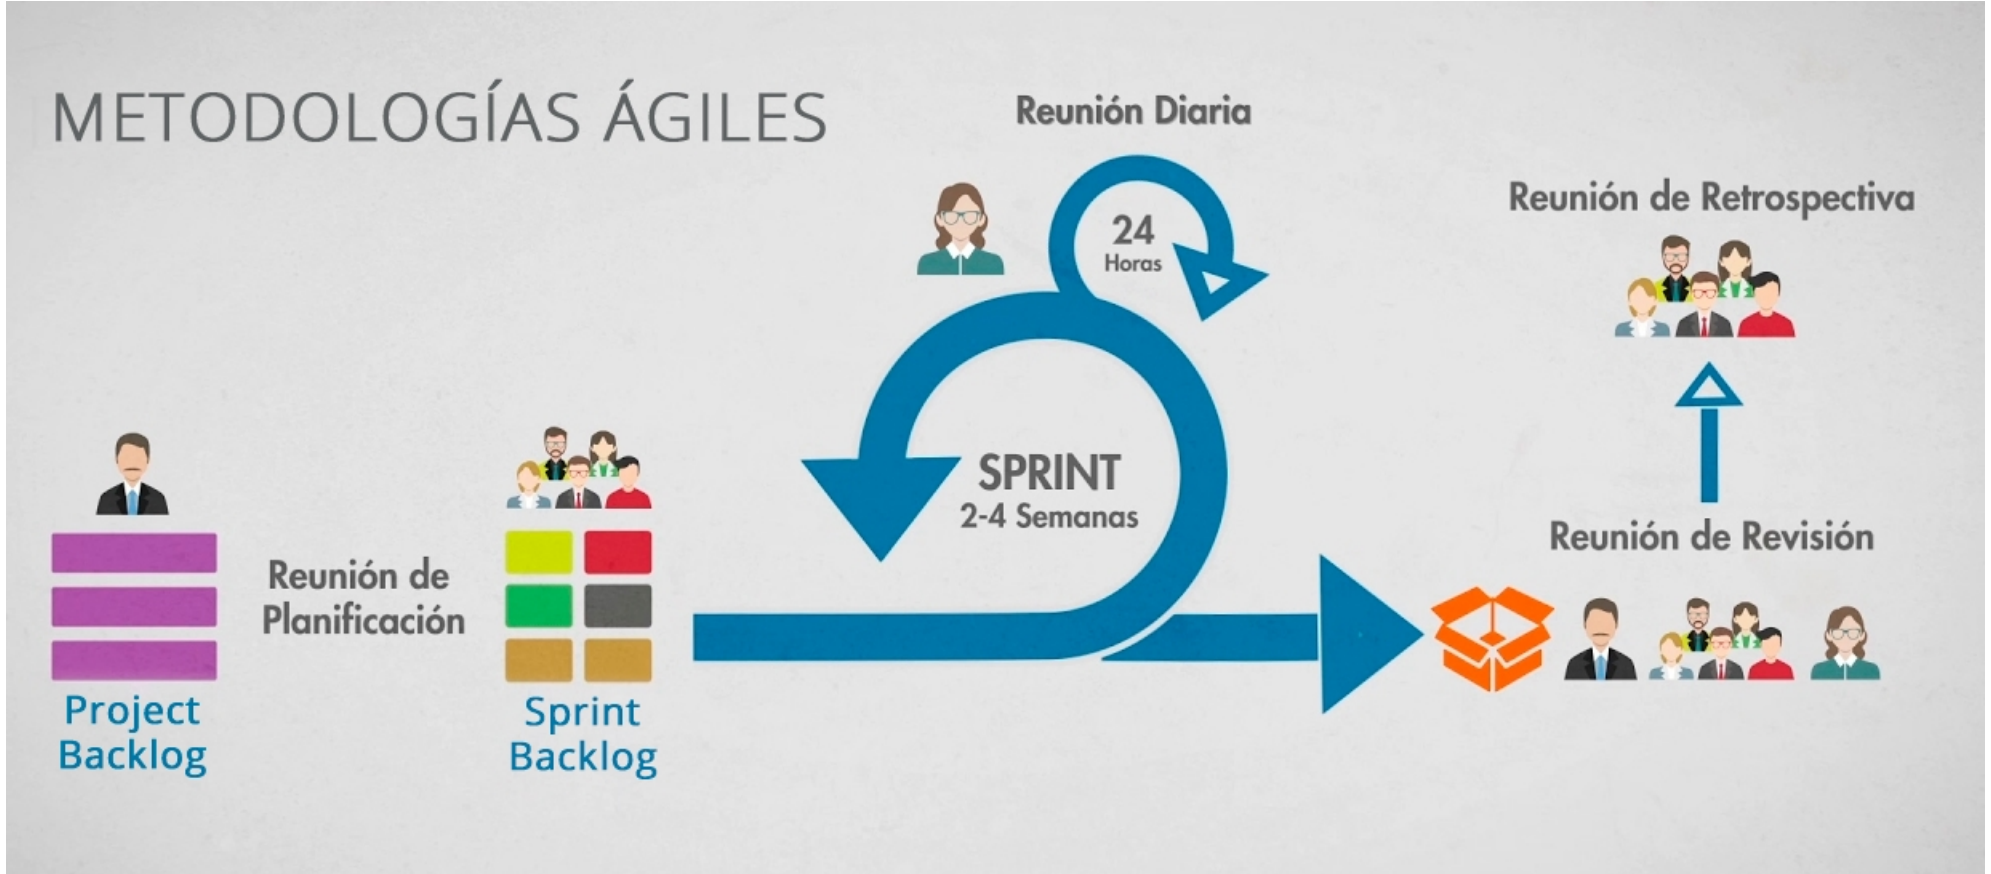 METODOLOGÍAS ÁGILES
Reunión Diaria
24
Horas
Reunión de Retrospectiva
SPRINT
2-4 Semanas
Reunión de Revisión
Reunión de
Planificación
Project
Backlog
Sprint
Backlog